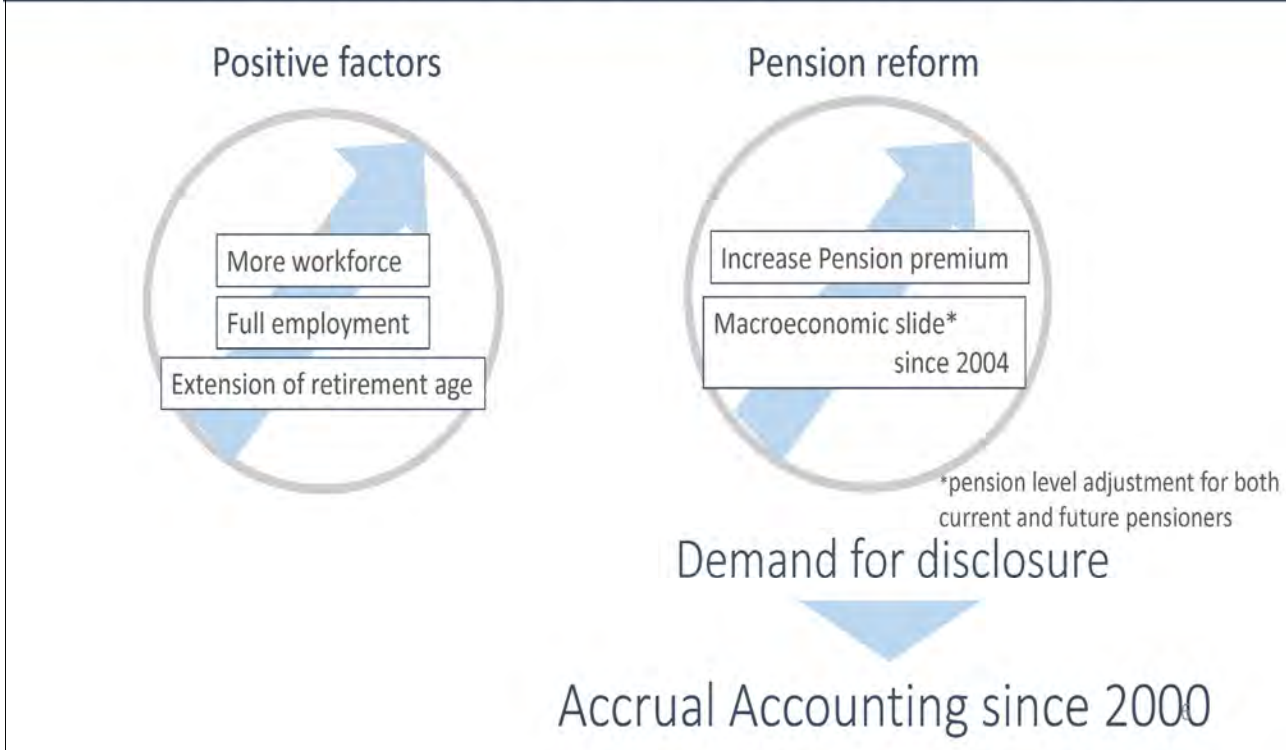 Positive factors
More workforce
Full employment
Extension of retirement age
Pension reform
Increase Pension premium
Macroeconomic slide*
since 2004
*pension level adjustment for both
current and future pensioners
Demand for disclosure
Accrual Accounting since 2000
6